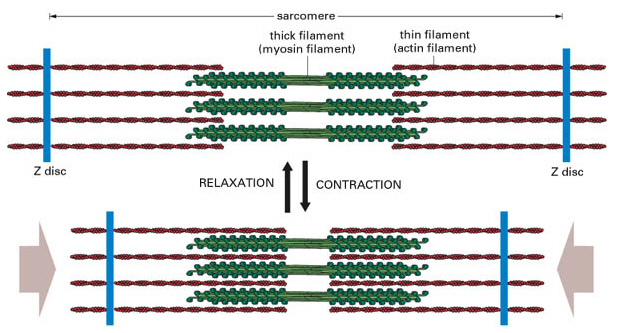 sarcomere
thick filament
(myosin filament)
thin filament
(actin filament)
Z disc
Z disc
RELAXATION
CONTRACTION